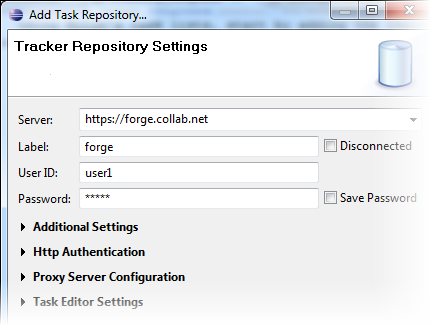 Add Task Repository...
Tracker Repository Settings
Server: https://forge.collab.net
Label: forge Disconnected
User ID: user1
Password: ***** Save Password
Additional Settings
Http Authentication
Proxy Server Configuration
Task Editor Settings